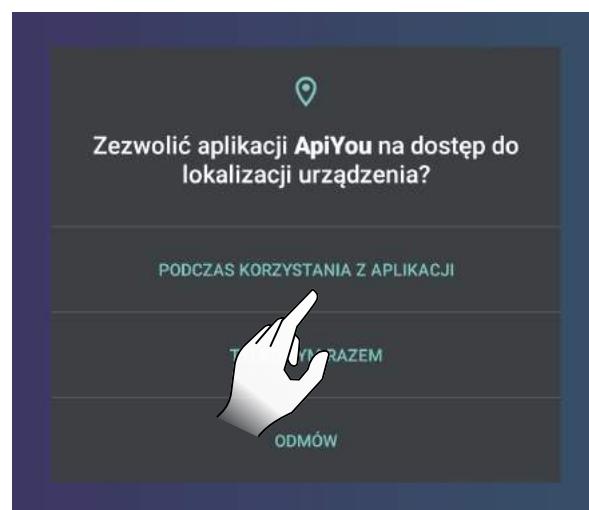 Zezwolić aplikacji ApiYou na dostęp do
lokalizacji urządzenia?
PODCZAS KORZYSTANIA Z APLIKACJI
RAZEM
ODMÓW